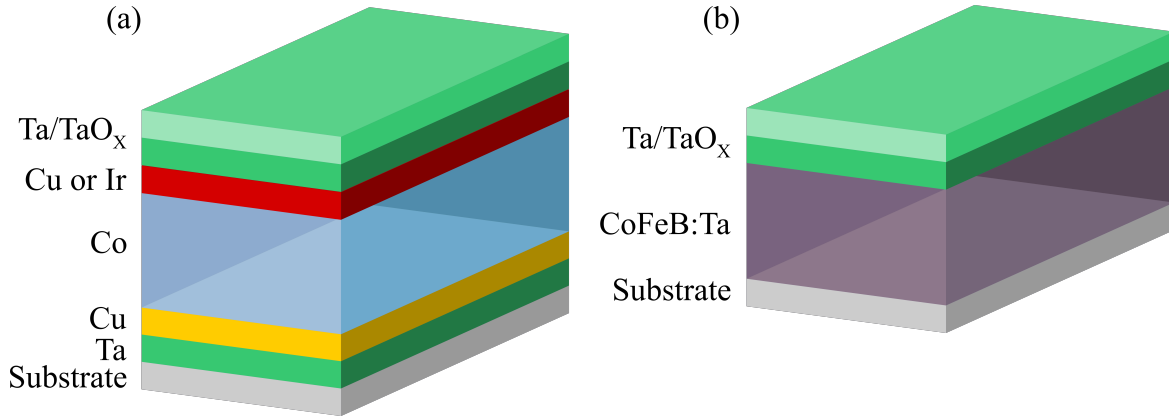 (a)
Ta/TaOₓ
Cu or Ir
Co
Cu
Ta
Substrate
(b)
Ta/TaOₓ
CoFeB:Ta
Substrate